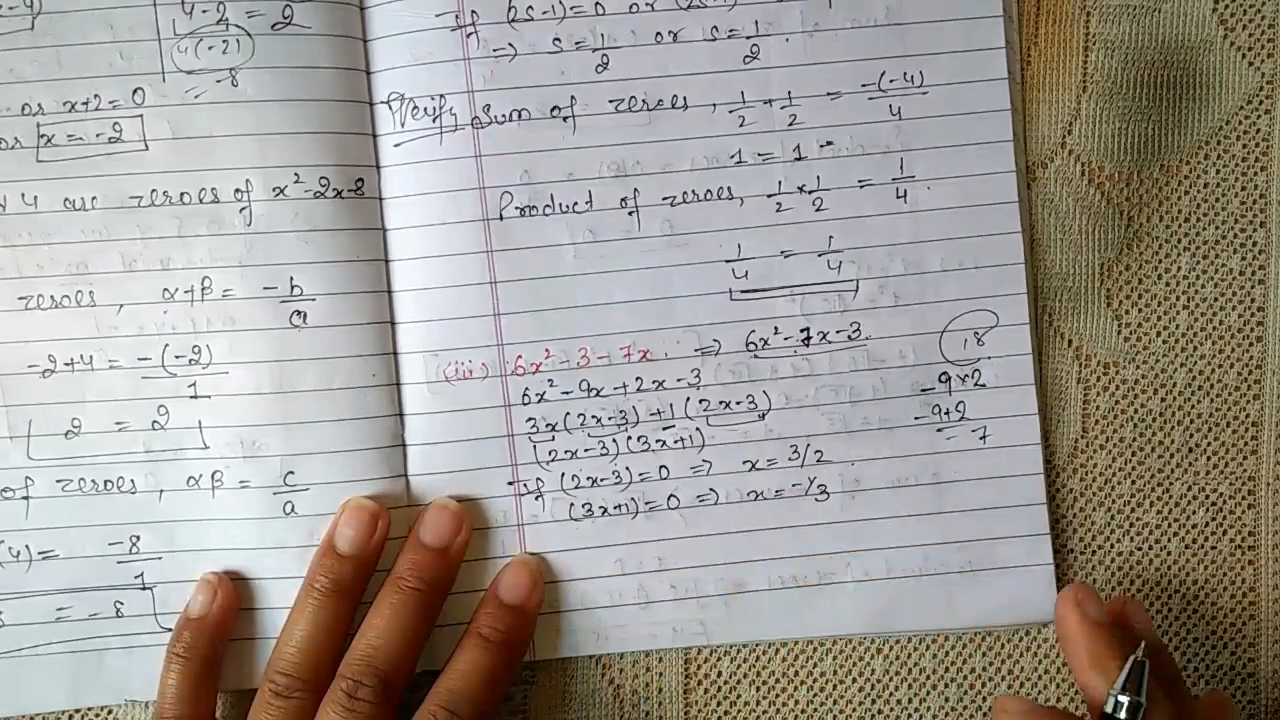 4-2 = 2
4(-2)
= -8
or x+2=0
or x = -2
4 are zeroes of x²-2x-8
zeroes, α+β = -b/a
-2+4 = -(-2)/1
2 = 2
of zeroes, αβ = c/a
(4) = -8/1
= -8
If (2s-1)=0 or
=> s=1/2 or s=1/2.
Verify Sum of zeroes, 1/2+1/2 = -(-4)/4
1 = 1
Product of zeroes, 1/2×1/2 = 1/4.
1/4 = 1/4
(iii) 6x²-3-7x. => 6x²-7x-3.
6x²-9x+2x-3
3x(2x-3)+1(2x-3)
(2x-3)(3x+1)
If (2x-3)=0 => x=3/2
(3x+1)=0 => x=-1/3
18
-9×2
-9+2
= 7